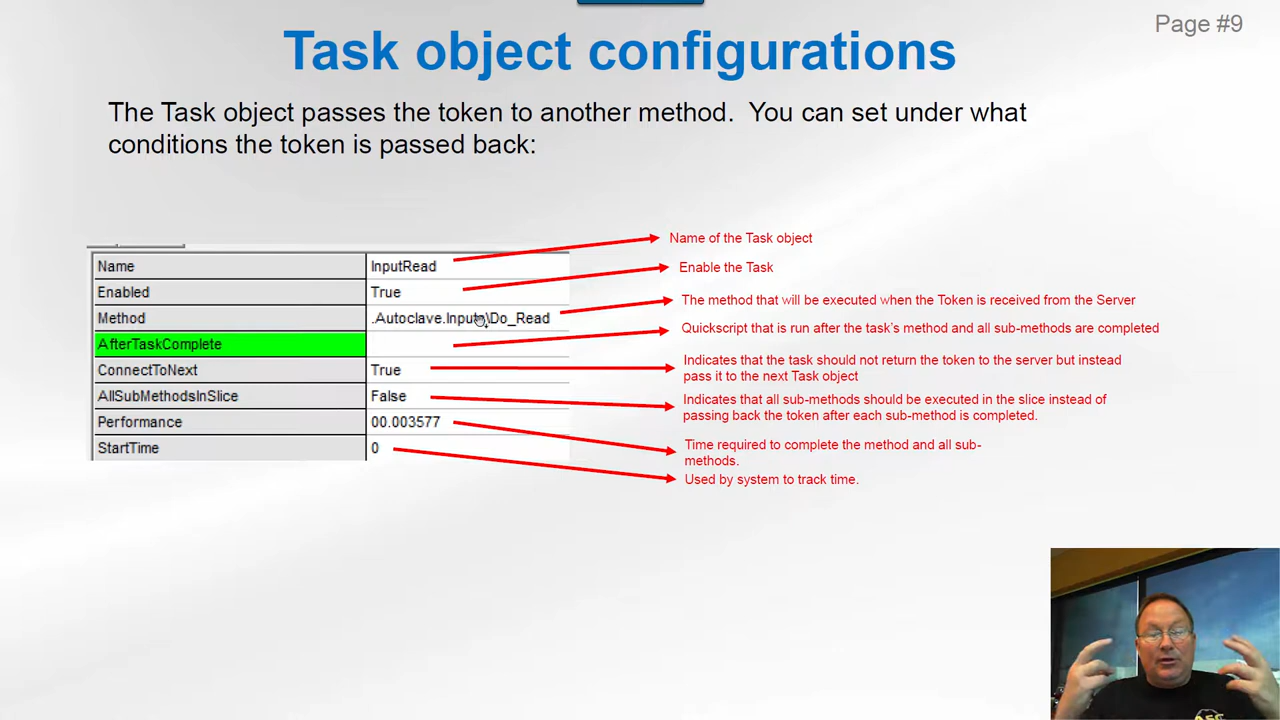 Page #9
Task object configurations
The Task object passes the token to another method. You can set under what
conditions the token is passed back:
Name InputRead
Name of the Task object
Enabled True
Enable the Task
Method .Autoclave.Inputs\Do_Read
The method that will be executed when the Token is received from the Server
AfterTaskComplete
Quickscript that is run after the task's method and all sub-methods are completed
ConnectToNext True
Indicates that the task should not return the token to the server but instead
pass it to the next Task object
AllSubMethodsInSlice False
Indicates that all sub-methods should be executed in the slice instead of
passing back the token after each sub-method is completed.
Performance 00.003577
Time required to complete the method and all sub-
methods.
StartTime 0
Used by system to track time.